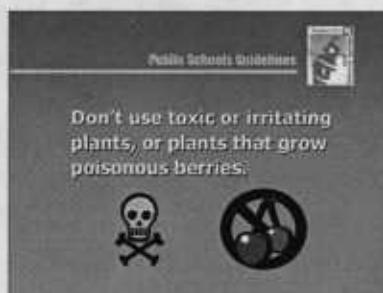 Public Schools Guidelines
Don't use toxic or irritating
plants, or plants that grow
poisonous berries.